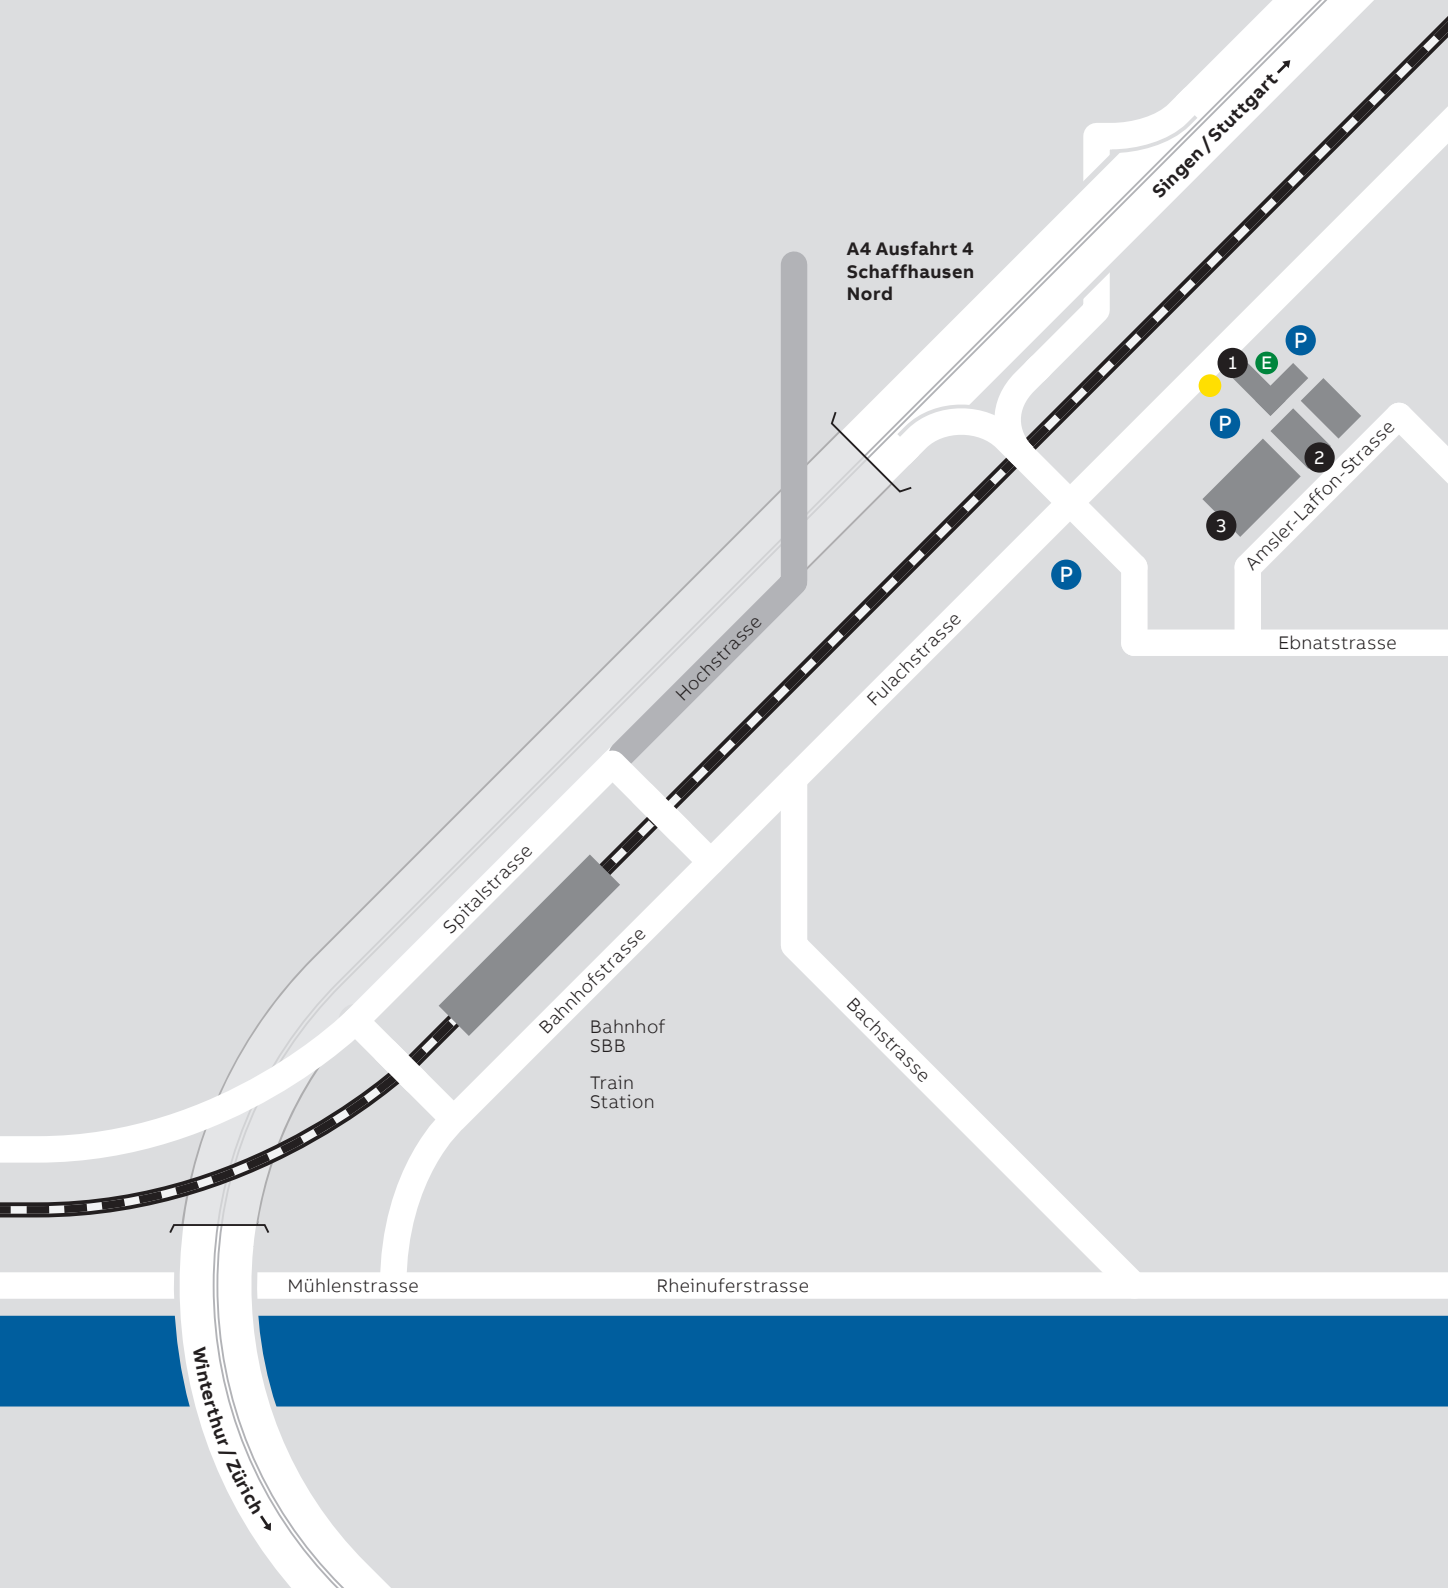 Singen / Stuttgart →
A4 Ausfahrt 4
Schaffhausen
Nord
P
1
E
P
2
3
Amsler-Laffon-Strasse
P
Hochstrasse
Fulachstrasse
Ebnatstrasse
Spitalstrasse
Bahnhofstrasse
Bahnhof
SBB
Train
Station
Bachstrasse
Mühlenstrasse
Rheinuferstrasse
Winterthur / Zürich →